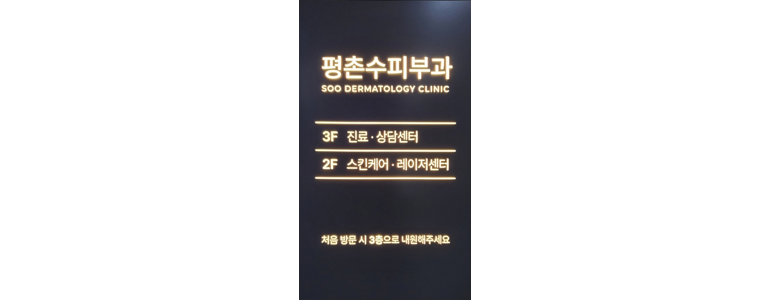 평촌수피부과
SOO DERMATOLOGY CLINIC
3F 진료·상담센터
2F 스킨케어·레이저센터
처음 방문 시 3층으로 내원해주세요